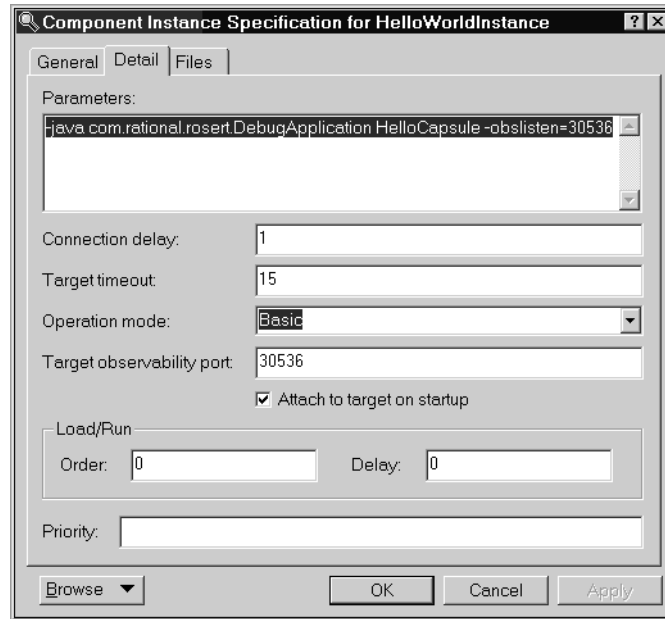 Component Instance Specification for HelloWorldInstance
General Detail Files
Parameters:
-java com.rational.rosert.DebugApplication HelloCapsule -obslisten=30536
Connection delay: 1
Target timeout: 15
Operation mode: Basic
Target observability port: 30536
Attach to target on startup
Load/Run
Order: 0 Delay: 0
Priority:
Browse OK Cancel Apply